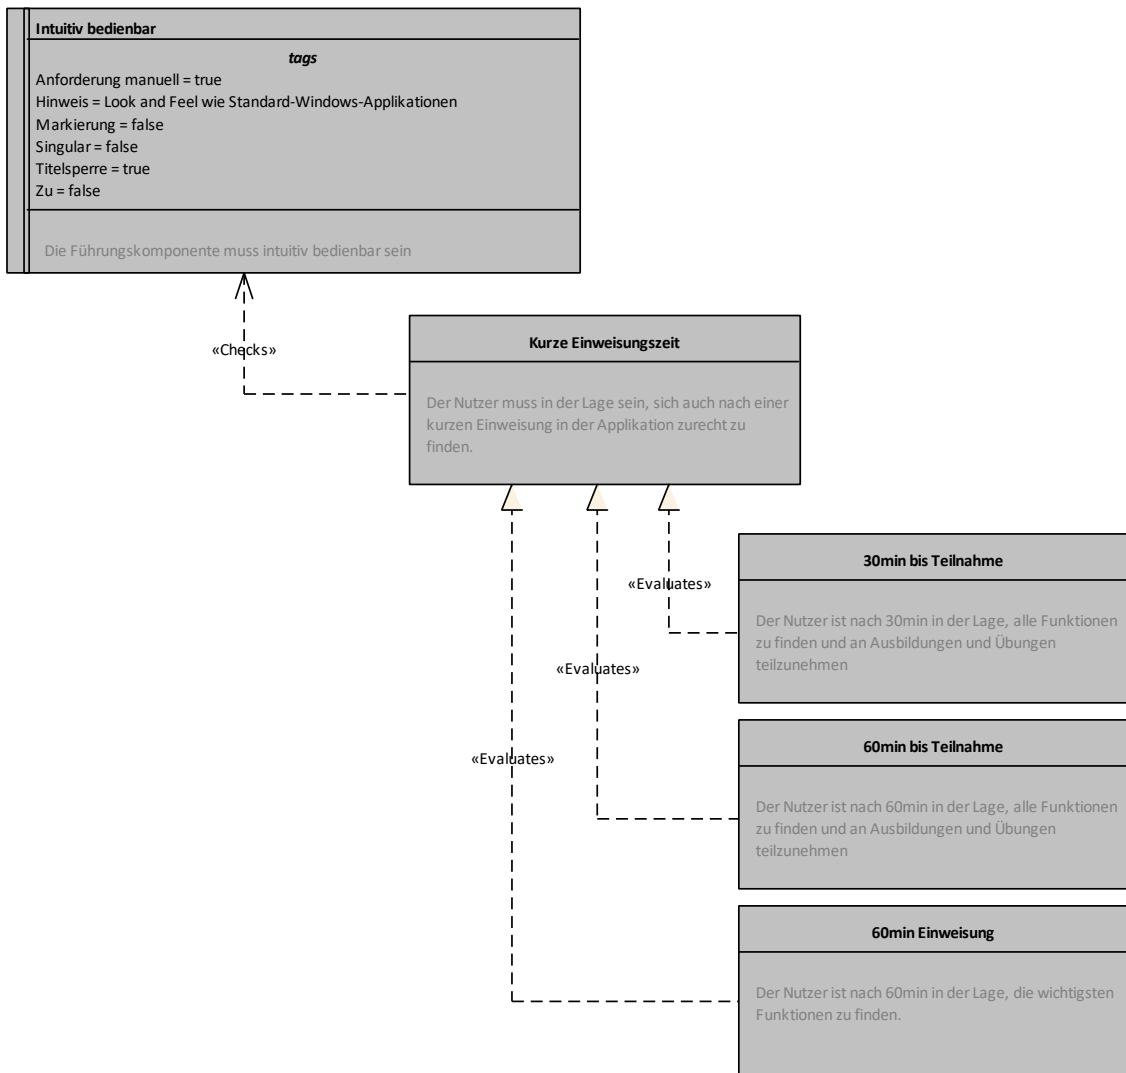 Intuitiv bedienbar
tags
Anforderung manuell = true
Hinweis = Look and Feel wie Standard-Windows-Applikationen
Markierung = false
Singular = false
Titelsperre = true
Zu = false
Die Führungskomponente muss intuitiv bedienbar sein
«Checks»
Kurze Einweisungszeit
Der Nutzer muss in der Lage sein, sich auch nach einer
kurzen Einweisung in der Applikation zurecht zu
finden.
30min bis Teilnahme
«Evaluates»
Der Nutzer ist nach 30min in der Lage, alle Funktionen
zu finden und an Ausbildungen und Übungen
teilzunehmen
«Evaluates»
60min bis Teilnahme
«Evaluates»
Der Nutzer ist nach 60min in der Lage, alle Funktionen
zu finden und an Ausbildungen und Übungen
teilzunehmen
60min Einweisung
Der Nutzer ist nach 60min in der Lage, die wichtigsten
Funktionen zu finden.